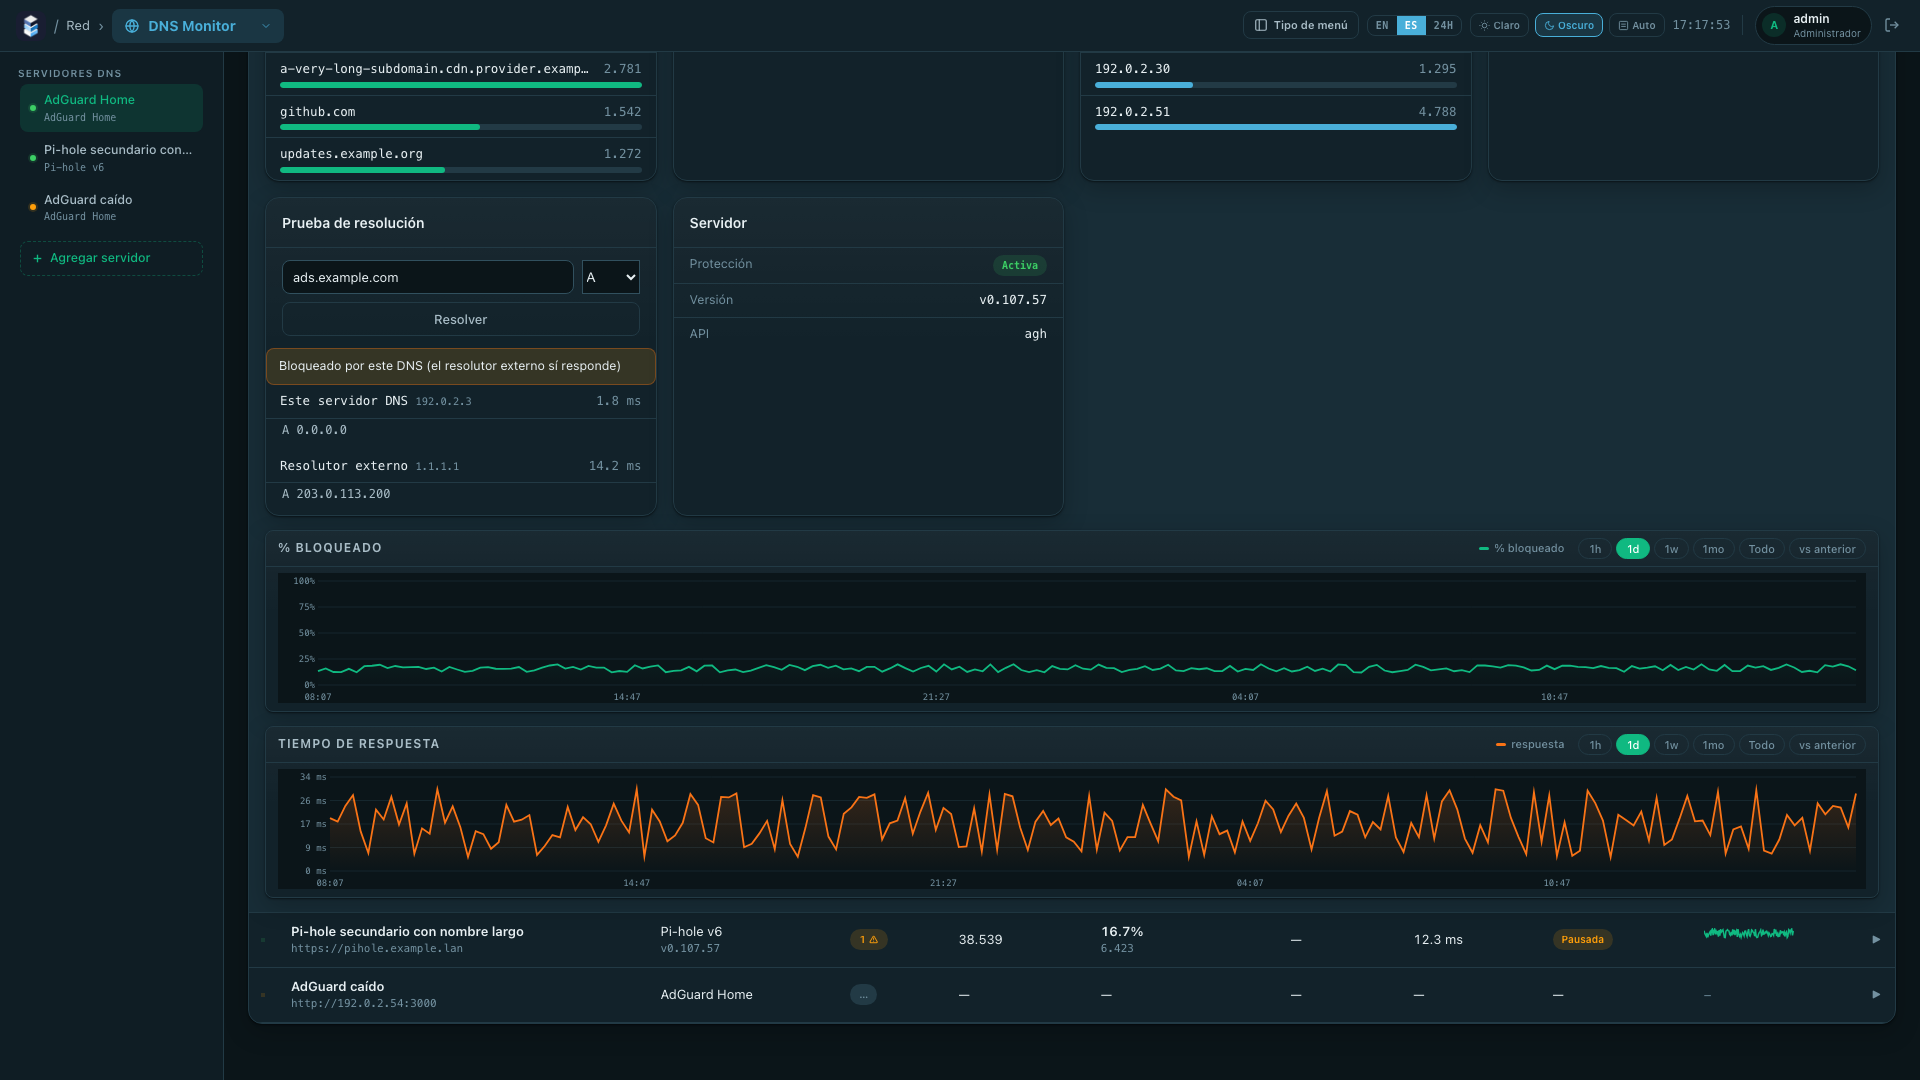 / Red › DNS Monitor
Tipo de menú
EN ES 24H
Claro
Oscuro
Auto
17:17:53
A
admin
Administrador
SERVIDORES DNS
AdGuard Home
AdGuard Home
Pi-hole secundario con...
Pi-hole v6
AdGuard caído
AdGuard Home
+ Agregar servidor
a-very-long-subdomain.cdn.provider.examp… 2.781
github.com 1.542
updates.example.org 1.272
192.0.2.30 1.295
192.0.2.51 4.788
Prueba de resolución
ads.example.com A
Resolver
Bloqueado por este DNS (el resolutor externo sí responde)
Este servidor DNS 192.0.2.3 1.8 ms
A 0.0.0.0
Resolutor externo 1.1.1.1 14.2 ms
A 203.0.113.200
Servidor
Protección Activa
Versión v0.107.57
API agh
% BLOQUEADO
% bloqueado 1h 1d 1w 1mo Todo vs anterior
100%
75%
50%
25%
0%
08:07 14:47 21:27 04:07 10:47
TIEMPO DE RESPUESTA
respuesta 1h 1d 1w 1mo Todo vs anterior
34 ms
26 ms
17 ms
9 ms
0 ms
08:07 14:47 21:27 04:07 10:47
Pi-hole secundario con nombre largo Pi-hole v6 1 ⚠ 38.539 16.7% — 12.3 ms Pausada
https://pihole.example.lan v0.107.57 6.423
AdGuard caído AdGuard Home ... — — — — — –
http://192.0.2.54:3000